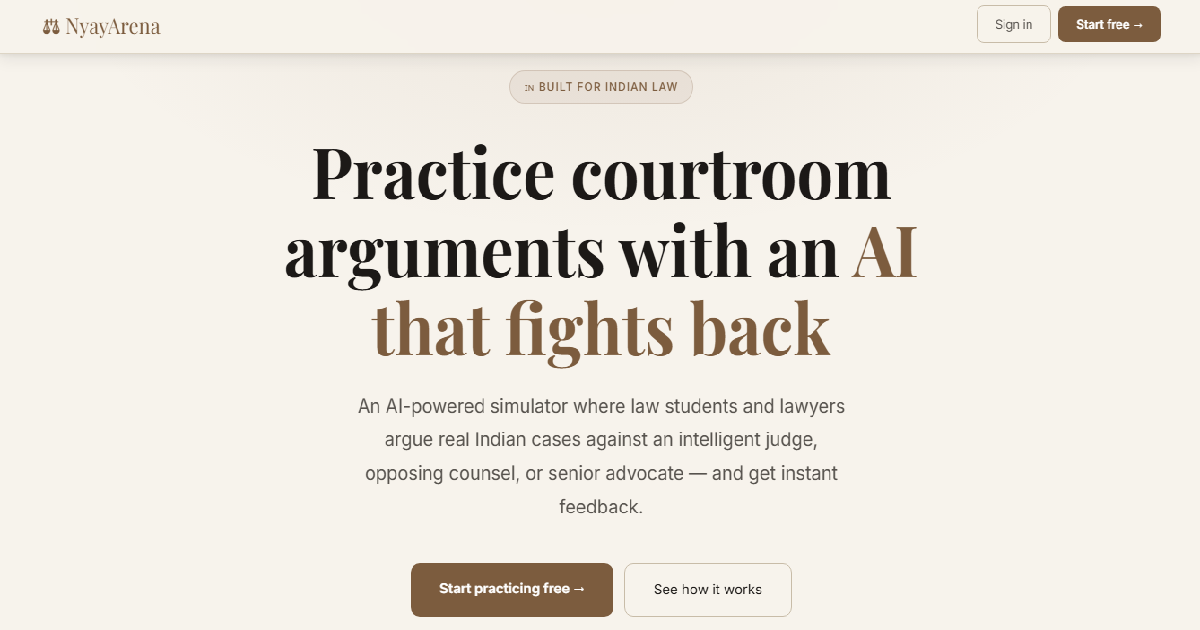 NyayArena
Sign in
Start free →
IN BUILT FOR INDIAN LAW
Practice courtroom
arguments with an AI
that fights back
An AI-powered simulator where law students and lawyers
argue real Indian cases against an intelligent judge,
opposing counsel, or senior advocate — and get instant
feedback.
Start practicing free →
See how it works